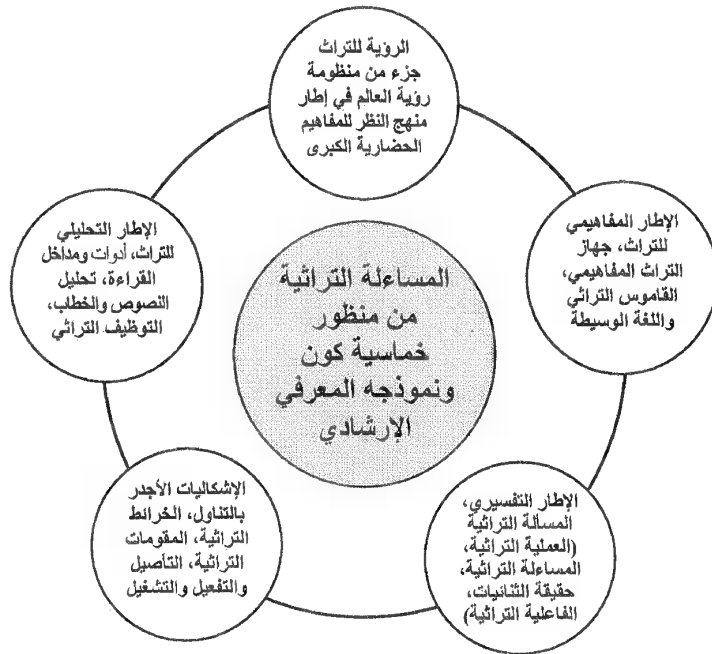 الرؤية للتراث
جزء من منظومة
رؤية العالم في إطار
منهج النظر للمفاهيم
الحضارية الكبرى
الإطار المفاهيمي
للتراث، جهاز
التراث المفاهيمي،
القاموس التراثي
واللغة الوسيطة
الإطار التفسيري،
المسألة التراثية
(العملية التراثية،
المساءلة التراثية،
حقيقة الثنائيات،
الفاعلية التراثية)
الإشكاليات الأجدر
بالتناول، الخرائط
التراثية، المقومات
التراثية، التأصيل
والتفعيل والتشغيل
الإطار التحليلي
للتراث، أدوات ومداخل
القراءة، تحليل
النصوص والخطاب،
التوظيف التراثي
المساءلة التراثية
من منظور
خماسية كون
ونموذجه المعرفي
الإرشادي